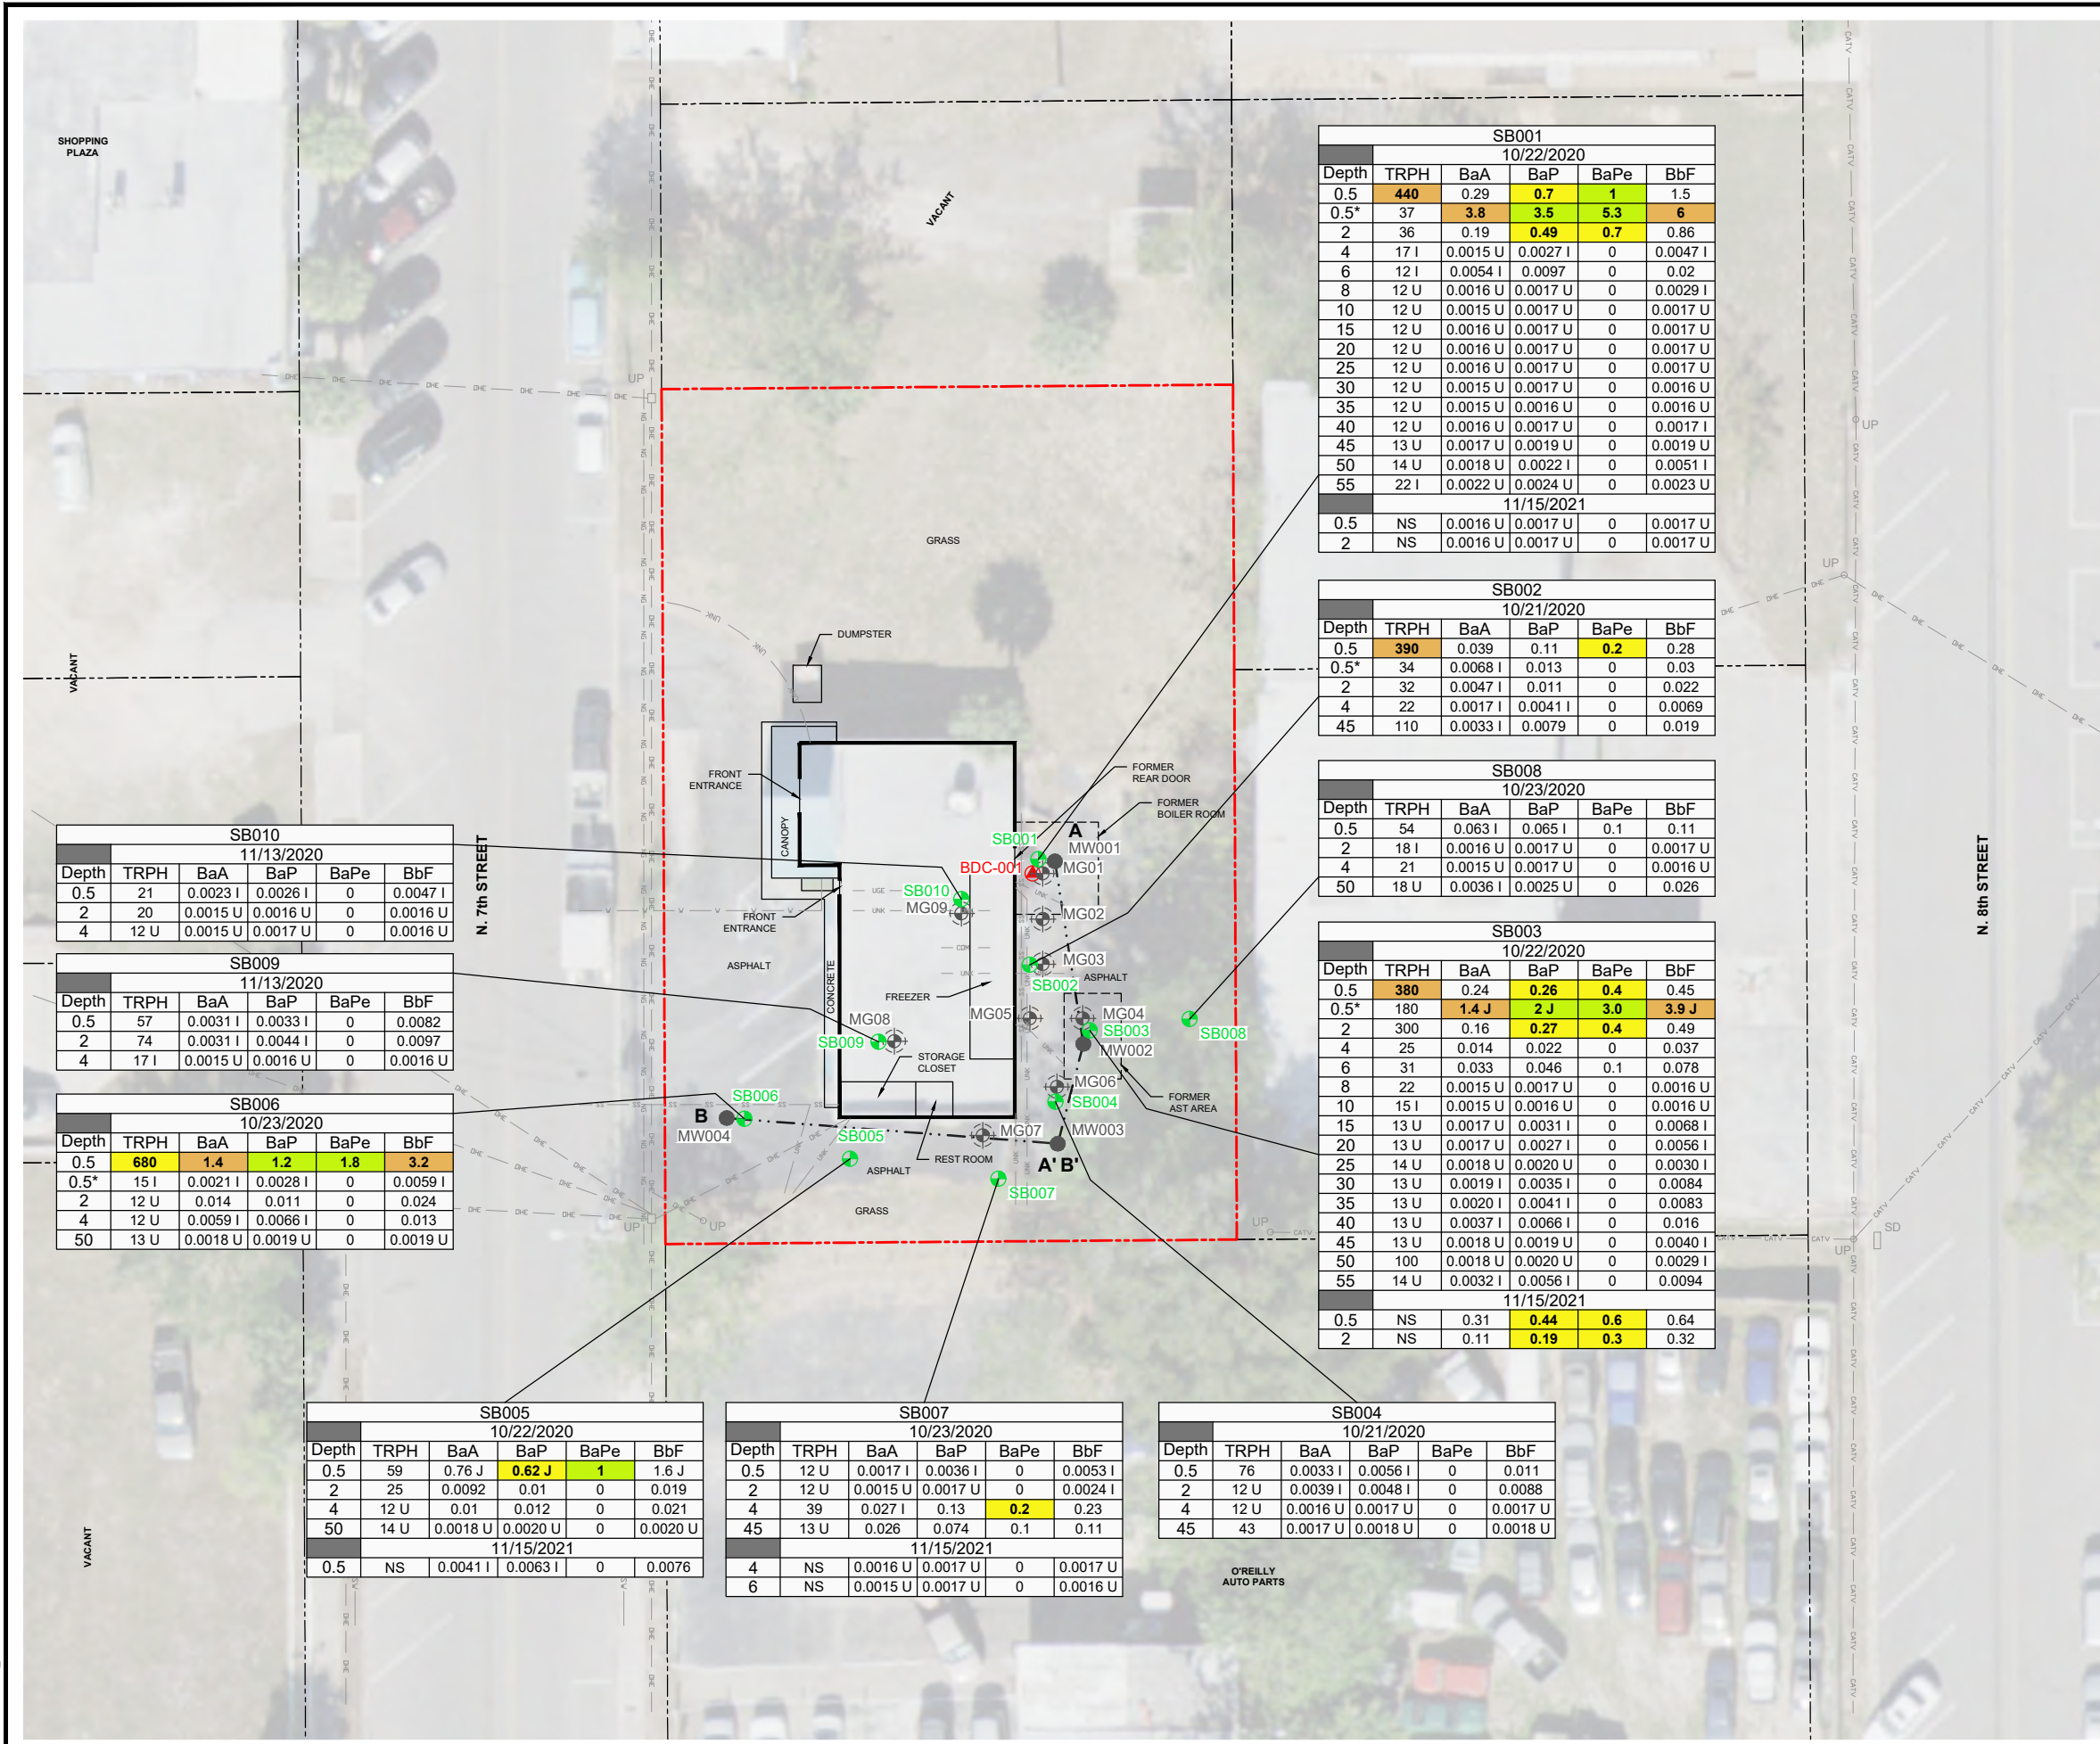 SHOPPING
PLAZA
VACANT
VACANT
VACANT
N. 7th STREET
N. 8th STREET
GRASS
DUMPSTER
FRONT
ENTRANCE
CANOPY
FRONT
ENTRANCE
CONCRETE
ASPHALT
FREEZER
STORAGE
CLOSET
REST ROOM
ASPHALT
GRASS
FORMER
REAR DOOR
FORMER
BOILER ROOM
ASPHALT
FORMER
AST AREA
O'REILLY
AUTO PARTS
A
MW001
SB001
BDC-001
MG01
MG02
SB010
MG09
MG03
SB002
MG05
MG04
SB003
MW002
SB008
MG08
SB009
MG06
SB004
SB006
B
MW004
SB005
MG07
MW003
A' B'
SB007
UP
UP
UP
UP
UP
UP
UP
SD
SB001
10/22/2020
Depth TRPH BaA BaP BaPe BbF
0.5 440 0.29 0.7 1 1.5
0.5* 37 3.8 3.5 5.3 6
2 36 0.19 0.49 0.7 0.86
4 17 I 0.0015 U 0.0027 I 0 0.0047 I
6 12 I 0.0054 I 0.0097 0 0.02
8 12 U 0.0016 U 0.0017 U 0 0.0029 I
10 12 U 0.0015 U 0.0017 U 0 0.0017 U
15 12 U 0.0016 U 0.0017 U 0 0.0017 U
20 12 U 0.0016 U 0.0017 U 0 0.0017 U
25 12 U 0.0016 U 0.0017 U 0 0.0017 U
30 12 U 0.0015 U 0.0017 U 0 0.0016 U
35 12 U 0.0015 U 0.0016 U 0 0.0016 U
40 12 U 0.0016 U 0.0017 U 0 0.0017 I
45 13 U 0.0017 U 0.0019 U 0 0.0019 U
50 14 U 0.0018 U 0.0022 I 0 0.0051 I
55 22 I 0.0022 U 0.0024 U 0 0.0023 U
11/15/2021
0.5 NS 0.0016 U 0.0017 U 0 0.0017 U
2 NS 0.0016 U 0.0017 U 0 0.0017 U
SB002
10/21/2020
Depth TRPH BaA BaP BaPe BbF
0.5 390 0.039 0.11 0.2 0.28
0.5* 34 0.0068 I 0.013 0 0.03
2 32 0.0047 I 0.011 0 0.022
4 22 0.0017 I 0.0041 I 0 0.0069
45 110 0.0033 I 0.0079 0 0.019
SB008
10/23/2020
Depth TRPH BaA BaP BaPe BbF
0.5 54 0.063 I 0.065 I 0.1 0.11
2 18 I 0.0016 U 0.0017 U 0 0.0017 U
4 21 0.0015 U 0.0017 U 0 0.0016 U
50 18 U 0.0036 I 0.0025 U 0 0.026
SB003
10/22/2020
Depth TRPH BaA BaP BaPe BbF
0.5 380 0.24 0.26 0.4 0.45
0.5* 180 1.4 J 2 J 3.0 3.9 J
2 300 0.16 0.27 0.4 0.49
4 25 0.014 0.022 0 0.037
6 31 0.033 0.046 0.1 0.078
8 22 0.0015 U 0.0017 U 0 0.0016 U
10 15 I 0.0015 U 0.0016 U 0 0.0016 U
15 13 U 0.0017 U 0.0031 I 0 0.0068 I
20 13 U 0.0017 U 0.0027 I 0 0.0056 I
25 14 U 0.0018 U 0.0020 U 0 0.0030 I
30 13 U 0.0019 I 0.0035 I 0 0.0084
35 13 U 0.0020 I 0.0041 I 0 0.0083
40 13 U 0.0037 I 0.0066 I 0 0.016
45 13 U 0.0018 U 0.0019 U 0 0.0040 I
50 100 0.0018 U 0.0020 U 0 0.0029 I
55 14 U 0.0032 I 0.0056 I 0 0.0094
11/15/2021
0.5 NS 0.31 0.44 0.6 0.64
2 NS 0.11 0.19 0.3 0.32
SB010
11/13/2020
Depth TRPH BaA BaP BaPe BbF
0.5 21 0.0023 I 0.0026 I 0 0.0047 I
2 20 0.0015 U 0.0016 U 0 0.0016 U
4 12 U 0.0015 U 0.0017 U 0 0.0016 U
SB009
11/13/2020
Depth TRPH BaA BaP BaPe BbF
0.5 57 0.0031 I 0.0033 I 0 0.0082
2 74 0.0031 I 0.0044 I 0 0.0097
4 17 I 0.0015 U 0.0016 U 0 0.0016 U
SB006
10/23/2020
Depth TRPH BaA BaP BaPe BbF
0.5 680 1.4 1.2 1.8 3.2
0.5* 15 I 0.0021 I 0.0028 I 0 0.0059 I
2 12 U 0.014 0.011 0 0.024
4 12 U 0.0059 I 0.0066 I 0 0.013
50 13 U 0.0018 U 0.0019 U 0 0.0019 U
SB005
10/22/2020
Depth TRPH BaA BaP BaPe BbF
0.5 59 0.76 J 0.62 J 1 1.6 J
2 25 0.0092 0.01 0 0.019
4 12 U 0.01 0.012 0 0.021
50 14 U 0.0018 U 0.0020 U 0 0.0020 U
11/15/2021
0.5 NS 0.0041 I 0.0063 I 0 0.0076
SB007
10/23/2020
Depth TRPH BaA BaP BaPe BbF
0.5 12 U 0.0017 I 0.0036 I 0 0.0053 I
2 12 U 0.0015 U 0.0017 U 0 0.0024 I
4 39 0.027 I 0.13 0.2 0.23
45 13 U 0.026 0.074 0.1 0.11
11/15/2021
4 NS 0.0016 U 0.0017 U 0 0.0017 U
6 NS 0.0015 U 0.0017 U 0 0.0016 U
SB004
10/21/2020
Depth TRPH BaA BaP BaPe BbF
0.5 76 0.0033 I 0.0056 I 0 0.011
2 12 U 0.0039 I 0.0048 I 0 0.0088
4 12 U 0.0016 U 0.0017 U 0 0.0017 U
45 43 0.0017 U 0.0018 U 0 0.0018 U